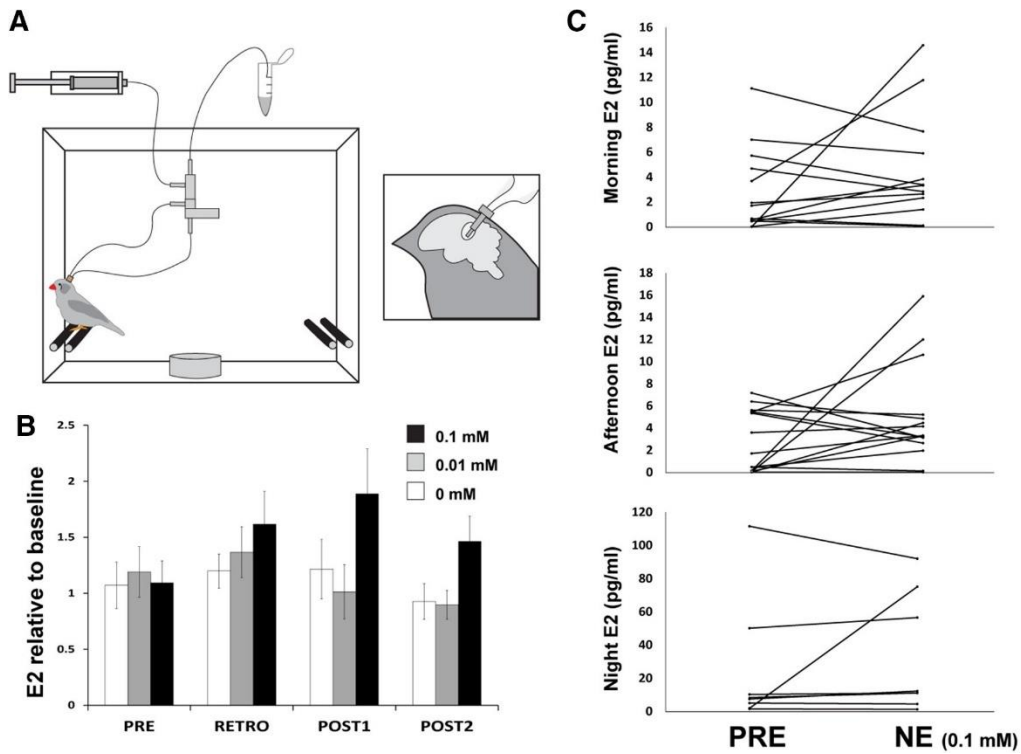 A
B
E2 relative to baseline
2.5
2
1.5
1
0.5
0
0.1 mM
0.01 mM
0 mM
PRE
RETRO
POST1
POST2
C
Morning E2 (pg/ml)
16
14
12
10
8
6
4
2
0
Afternoon E2 (pg/ml)
18
16
14
12
10
8
6
4
2
0
Night E2 (pg/ml)
120
100
80
60
40
20
0
PRE
NE (0.1 mM)